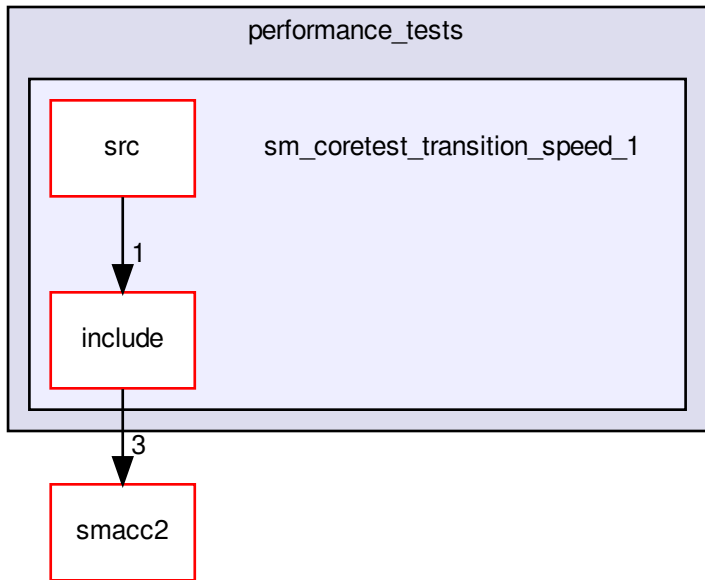 performance_tests
src
sm_coretest_transition_speed_1
1
include
3
smacc2